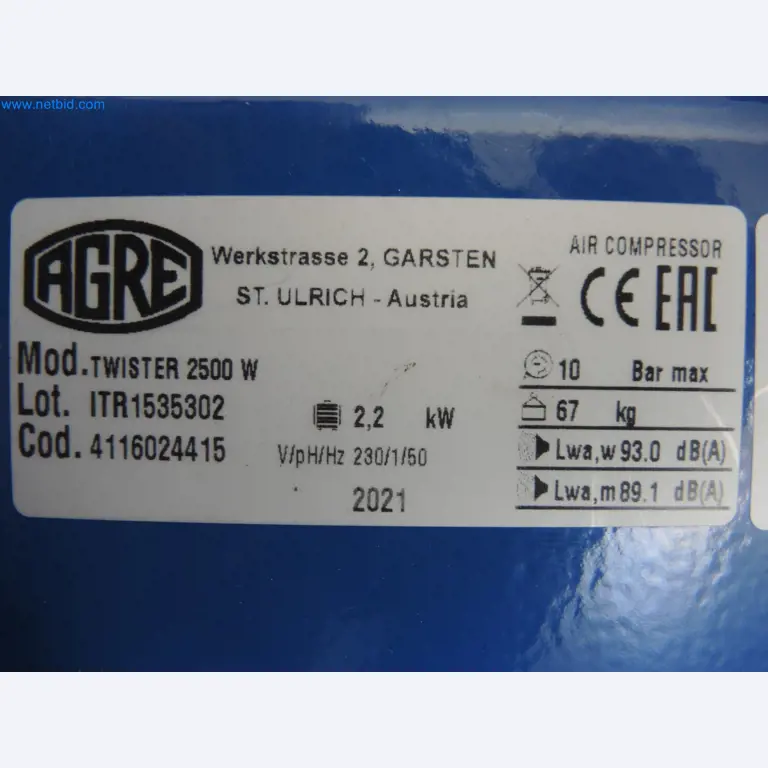 www.netbid.com
AGRE
Werkstrasse 2, GARSTEN
ST. ULRICH - Austria
AIR COMPRESSOR
CE EAC
Mod. TWISTER 2500 W
Lot. ITR1535302
Cod. 4116024415
2,2 kW
V/pH/Hz 230/1/50
2021
10 Bar max
67 kg
Lwa,w 93.0 dB(A)
Lwa,m 89.1 dB(A)